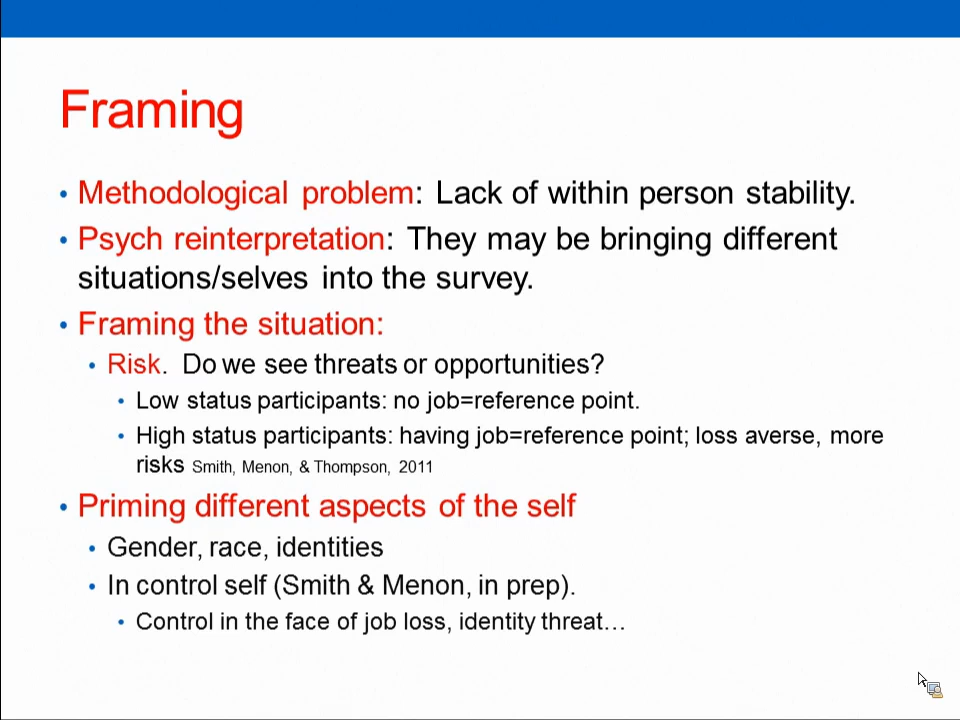 Framing
• Methodological problem: Lack of within person stability.
• Psych reinterpretation: They may be bringing different
situations/selves into the survey.
• Framing the situation:
• Risk. Do we see threats or opportunities?
• Low status participants: no job=reference point.
• High status participants: having job=reference point; loss averse, more
risks Smith, Menon, & Thompson, 2011
• Priming different aspects of the self
• Gender, race, identities
• In control self (Smith & Menon, in prep).
• Control in the face of job loss, identity threat…